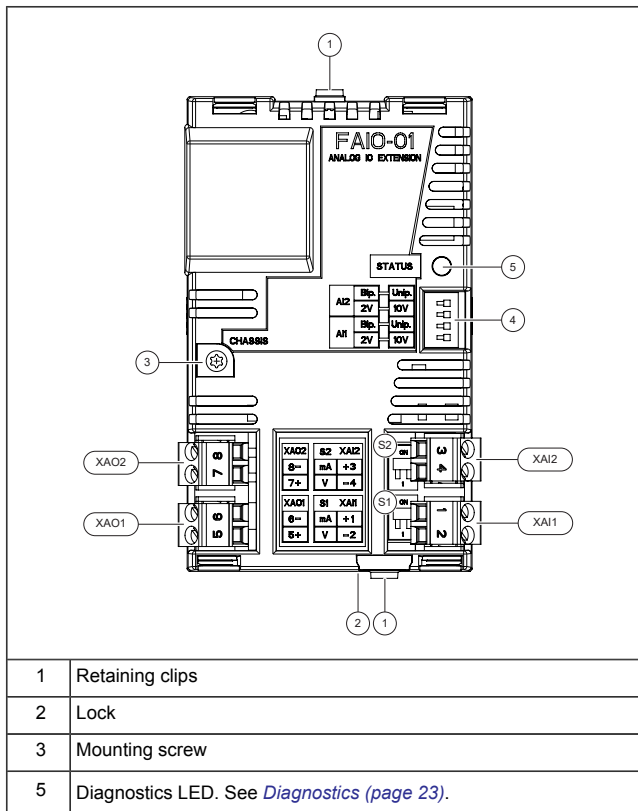 1
FAIO-01
ANALOG IO EXTENSION
STATUS
5
AI2 Bip. Unip.
2V 10V
AI1 Bip. Unip.
2V 10V
4
CHASSIS
3
XAO2
8 7
XAO2 S2 XAI2
8- mA +3
7+ V -4
S2
ON
1
3 4
XAI2
XAO1
6 5
XAO1 S1 XAI1
6- mA +1
5+ V -2
S1
ON
1
1 2
XAI1
2 1
1 Retaining clips
2 Lock
3 Mounting screw
5 Diagnostics LED. See Diagnostics (page 23).